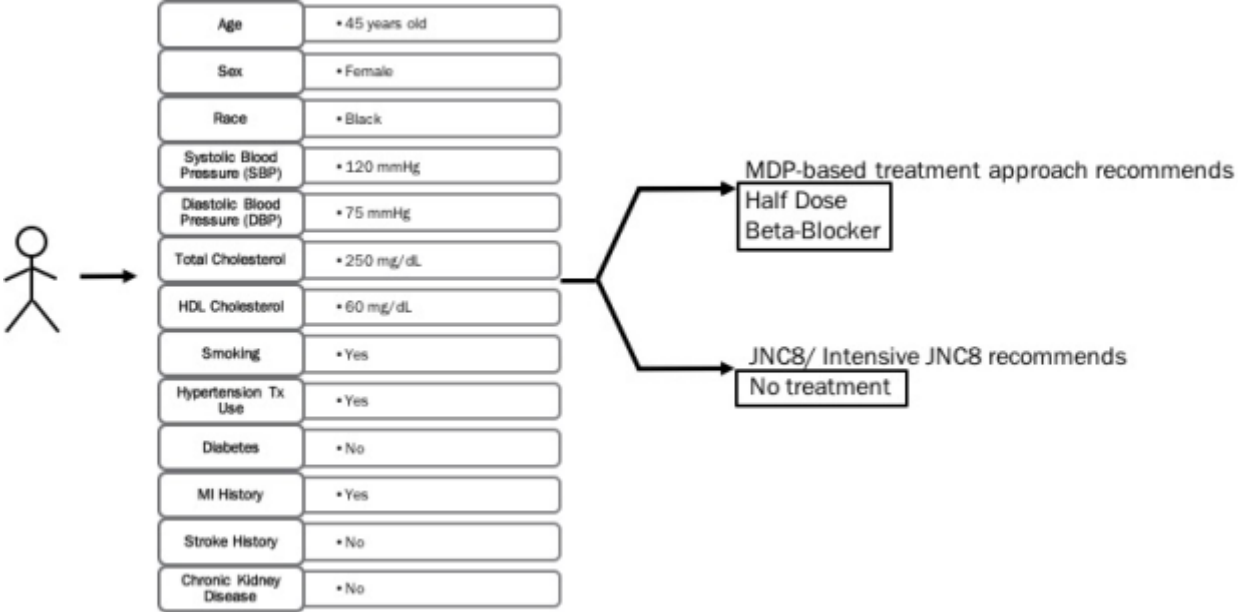 Age
• 45 years old
Sex
• Female
Race
• Black
Systolic Blood
Pressure (SBP)
• 120 mmHg
Diastolic Blood
Pressure (DBP)
• 75 mmHg
Total Cholesterol
• 250 mg/dL
HDL Cholesterol
• 60 mg/dL
Smoking
• Yes
Hypertension Tx
Use
• Yes
Diabetes
• No
MI History
• Yes
Stroke History
• No
Chronic Kidney
Disease
• No
MDP-based treatment approach recommends
Half Dose
Beta-Blocker
JNC8/ Intensive JNC8 recommends
No treatment